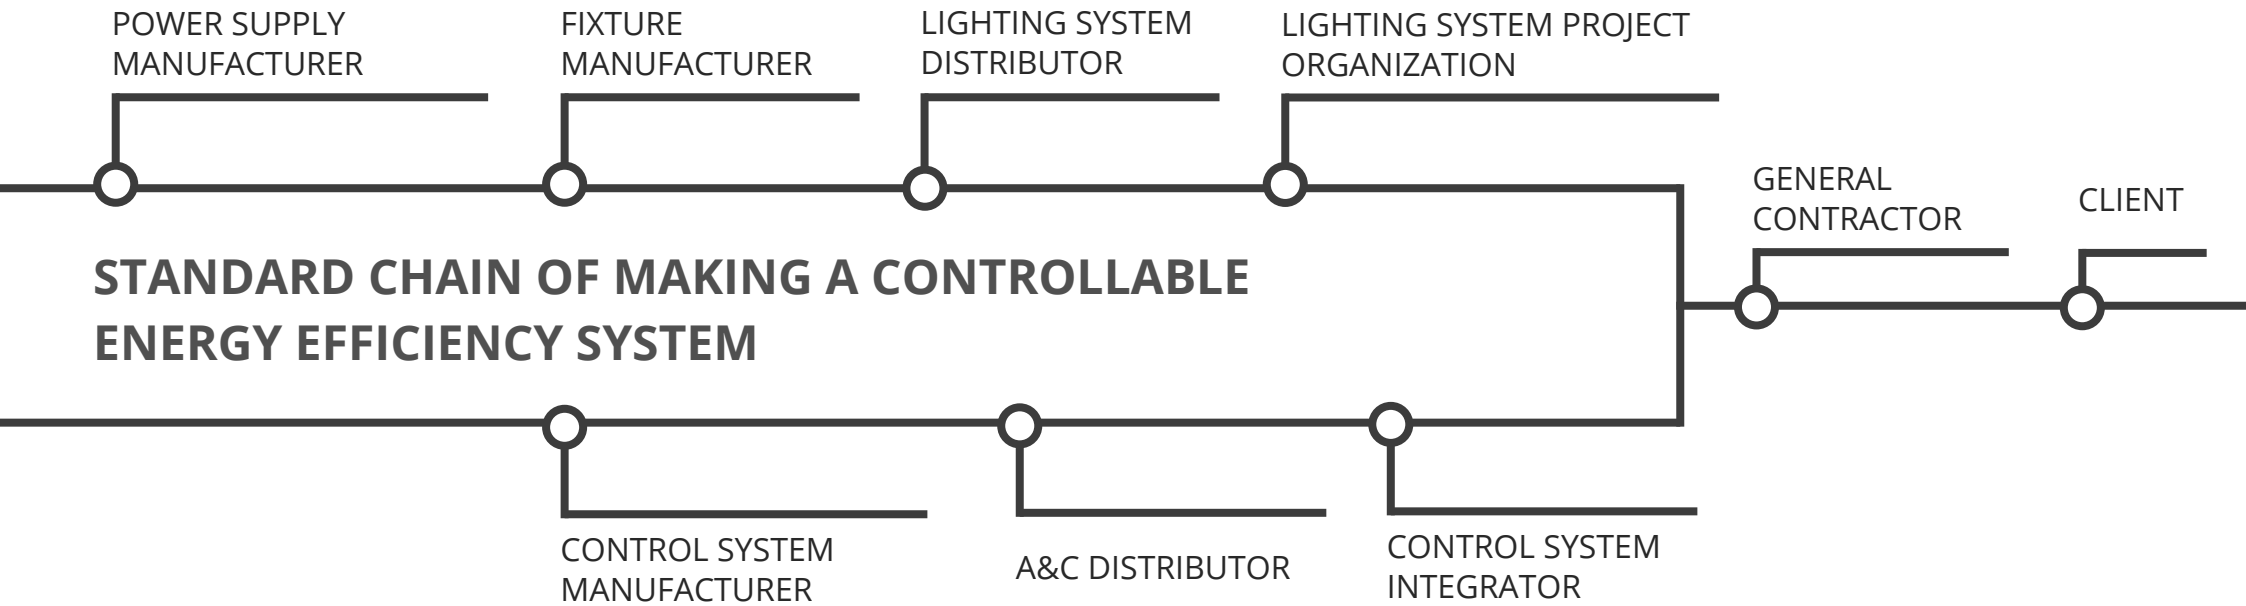 POWER SUPPLY
MANUFACTURER
FIXTURE
MANUFACTURER
LIGHTING SYSTEM
DISTRIBUTOR
LIGHTING SYSTEM PROJECT
ORGANIZATION
GENERAL
CONTRACTOR
CLIENT
STANDARD CHAIN OF MAKING A CONTROLLABLE
ENERGY EFFICIENCY SYSTEM
CONTROL SYSTEM
MANUFACTURER
A&C DISTRIBUTOR
CONTROL SYSTEM
INTEGRATOR